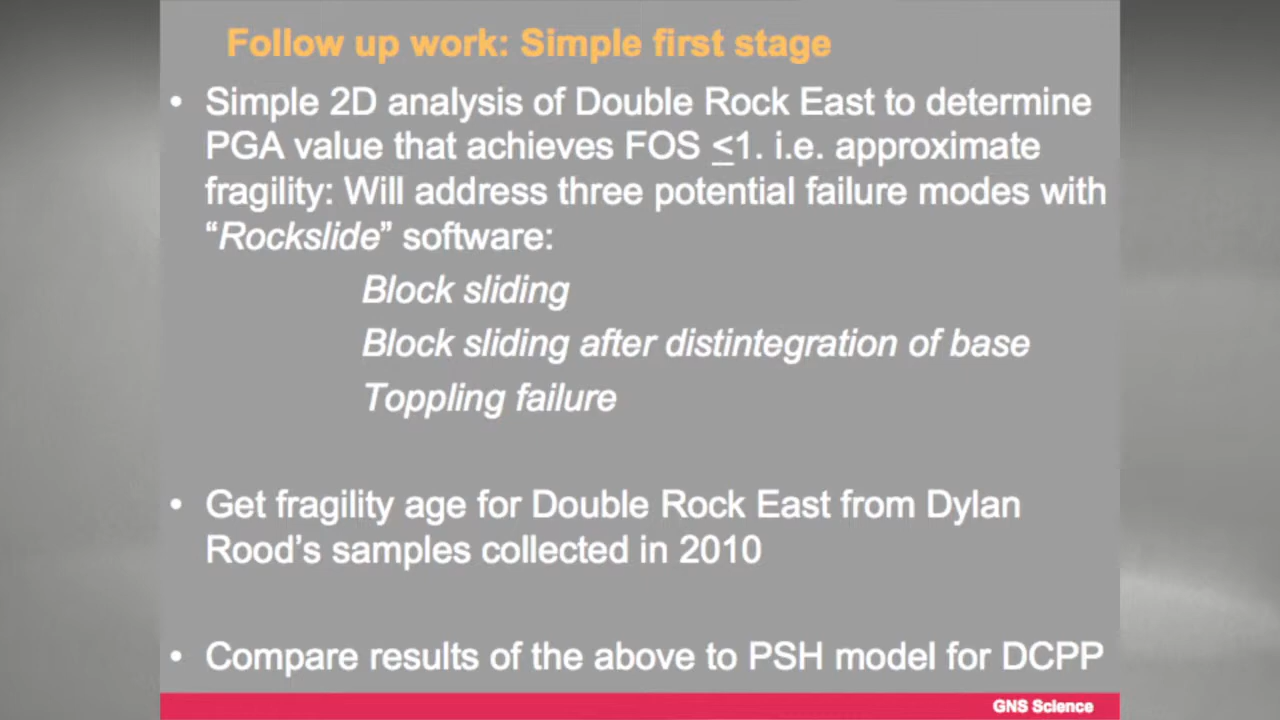 Follow up work: Simple first stage
• Simple 2D analysis of Double Rock East to determine
PGA value that achieves FOS ≤1. i.e. approximate
fragility: Will address three potential failure modes with
“Rockslide” software:
Block sliding
Block sliding after distintegration of base
Toppling failure
• Get fragility age for Double Rock East from Dylan
Rood’s samples collected in 2010
• Compare results of the above to PSH model for DCPP
GNS Science